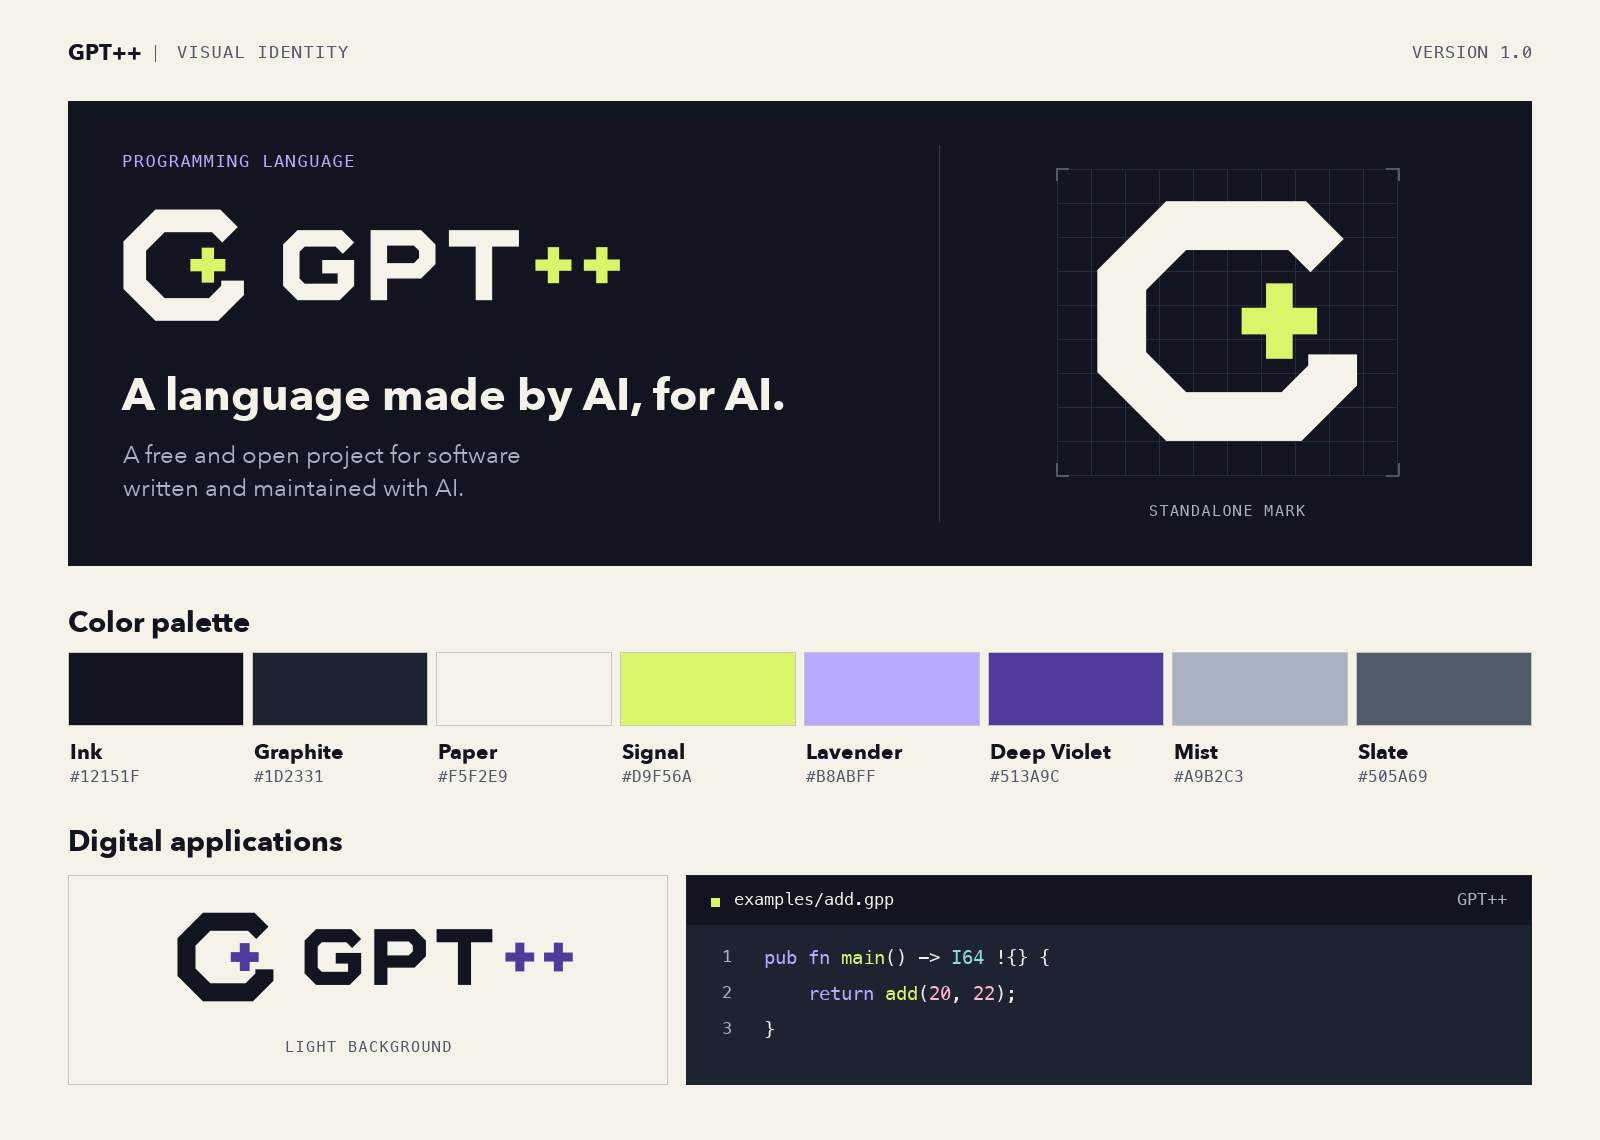 GPT++ | VISUAL IDENTITY
VERSION 1.0
PROGRAMMING LANGUAGE
GPT++
A language made by AI, for AI.
A free and open project for software
written and maintained with AI.
STANDALONE MARK
Color palette
Ink
#12151F
Graphite
#1D2331
Paper
#F5F2E9
Signal
#D9F56A
Lavender
#B8ABFF
Deep Violet
#513A9C
Mist
#A9B2C3
Slate
#505A69
Digital applications
GPT++
LIGHT BACKGROUND
examples/add.gpp
GPT++
1 pub fn main() -> I64 !{} {
2     return add(20, 22);
3 }